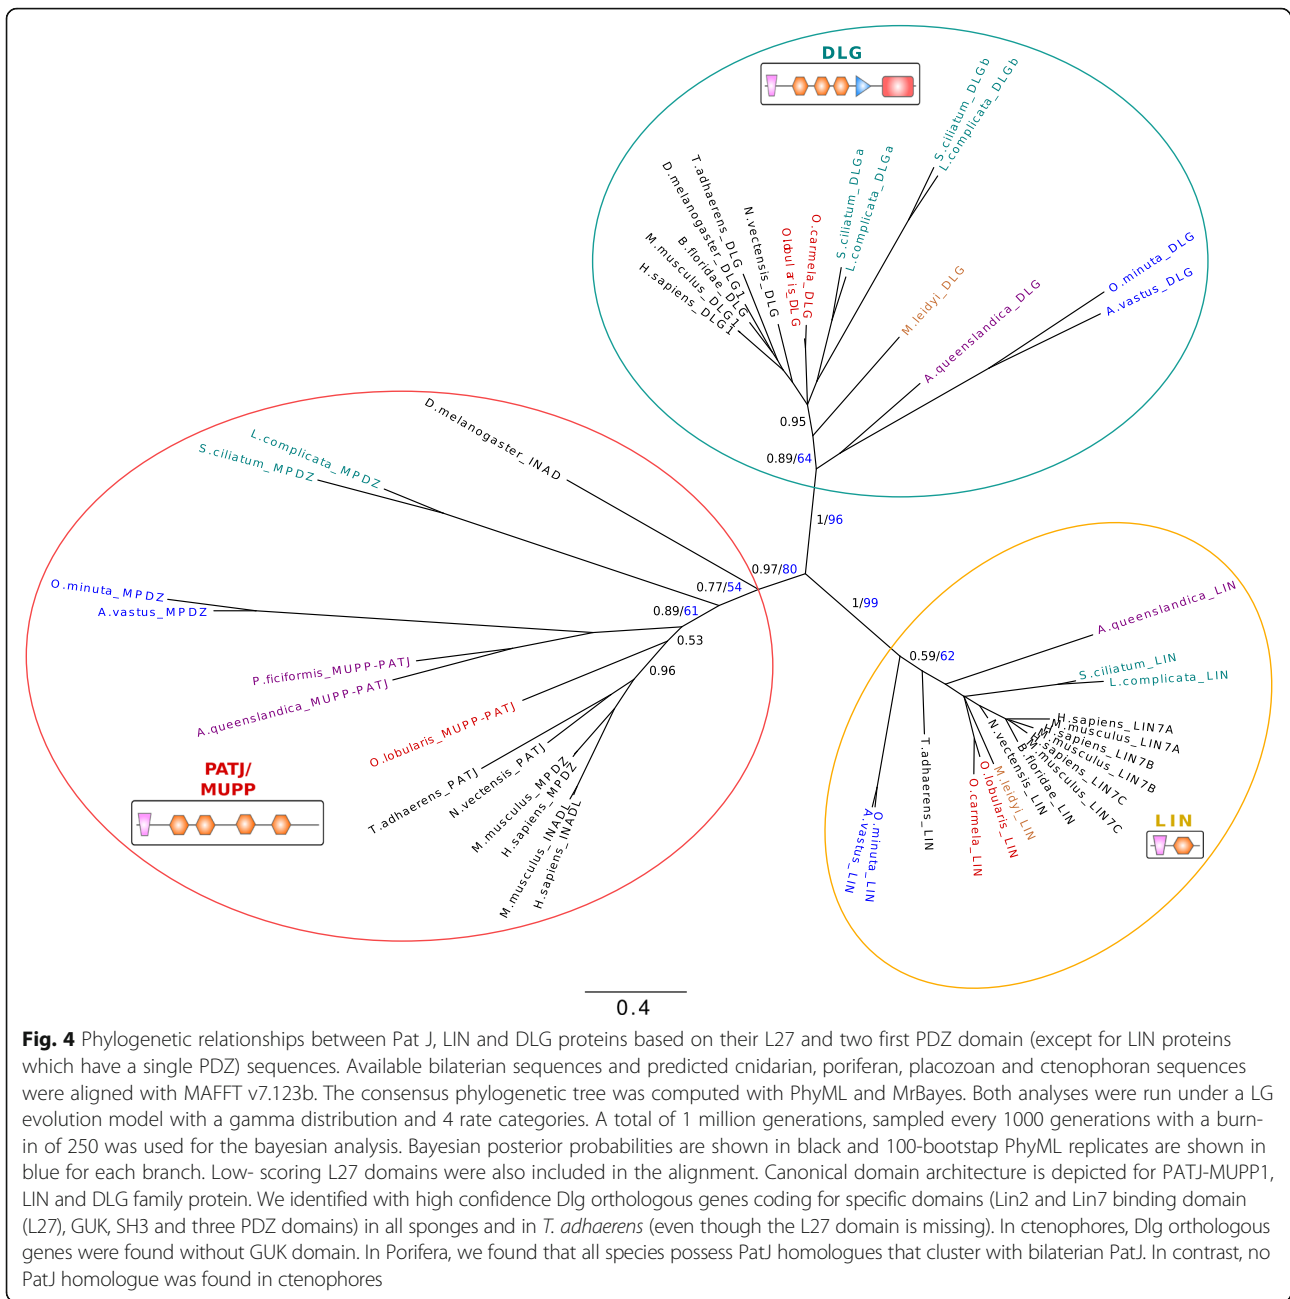 DLG
S.ciliatum_DLGb
L.complicata_DLGb
T.adhaerens_DLG
D.melanogaster_DLG1
B.floridae_DLG
M.musculus_DLG1
H.sapiens_DLG1
N.vectensis_DLG
O.carmela_DLG
S.ciliatum_DLGa
L.complicata_DLGa
M.leidyi_DLG
A.queenslandica_DLG
O.minuta_DLG
A.vastus_DLG
0.95
0.89/64
1/96
0.97/80
0.77/54
0.89/61
0.53
0.96
1/99
0.59/62
D.melanogaster_INAD
L.complicata_MPDZ
S.ciliatum_MPDZ
O.minuta_MPDZ
A.vastus_MPDZ
P.ficiformis_MUPP-PATJ
A.queenslandica_MUPP-PATJ
O.lobularis_MUPP-PATJ
T.adhaerens_PATJ
N.vectensis_PATJ
M.musculus_MPDZ
H.sapiens_MPDZ
M.musculus_INADL
H.sapiens_INADL
PATJ/
MUPP
A.queenslandica_LIN
S.ciliatum_LIN
L.complicata_LIN
H.sapiens_LIN7A
M.musculus_LIN7A
H.sapiens_LIN7B
M.musculus_LIN7B
H.sapiens_LIN7C
M.musculus_LIN7C
B.floridae_LIN
N.vectensis_LIN
M.leidyi_LIN
O.lobularis_LIN
O.carmela_LIN
T.adhaerens_LIN
O.minuta_LIN
A.vastus_LIN
LIN
0.4
Fig. 4 Phylogenetic relationships between Pat J, LIN and DLG proteins based on their L27 and two first PDZ domain (except for LIN proteins
which have a single PDZ) sequences. Available bilaterian sequences and predicted cnidarian, poriferan, placozoan and ctenophoran sequences
were aligned with MAFFT v7.123b. The consensus phylogenetic tree was computed with PhyML and MrBayes. Both analyses were run under a LG
evolution model with a gamma distribution and 4 rate categories. A total of 1 million generations, sampled every 1000 generations with a burn-
in of 250 was used for the bayesian analysis. Bayesian posterior probabilities are shown in black and 100-bootstap PhyML replicates are shown in
blue for each branch. Low- scoring L27 domains were also included in the alignment. Canonical domain architecture is depicted for PATJ-MUPP1,
LIN and DLG family protein. We identified with high confidence Dlg orthologous genes coding for specific domains (Lin2 and Lin7 binding domain
(L27), GUK, SH3 and three PDZ domains) in all sponges and in T. adhaerens (even though the L27 domain is missing). In ctenophores, Dlg orthologous
genes were found without GUK domain. In Porifera, we found that all species possess PatJ homologues that cluster with bilaterian PatJ. In contrast, no
PatJ homologue was found in ctenophores